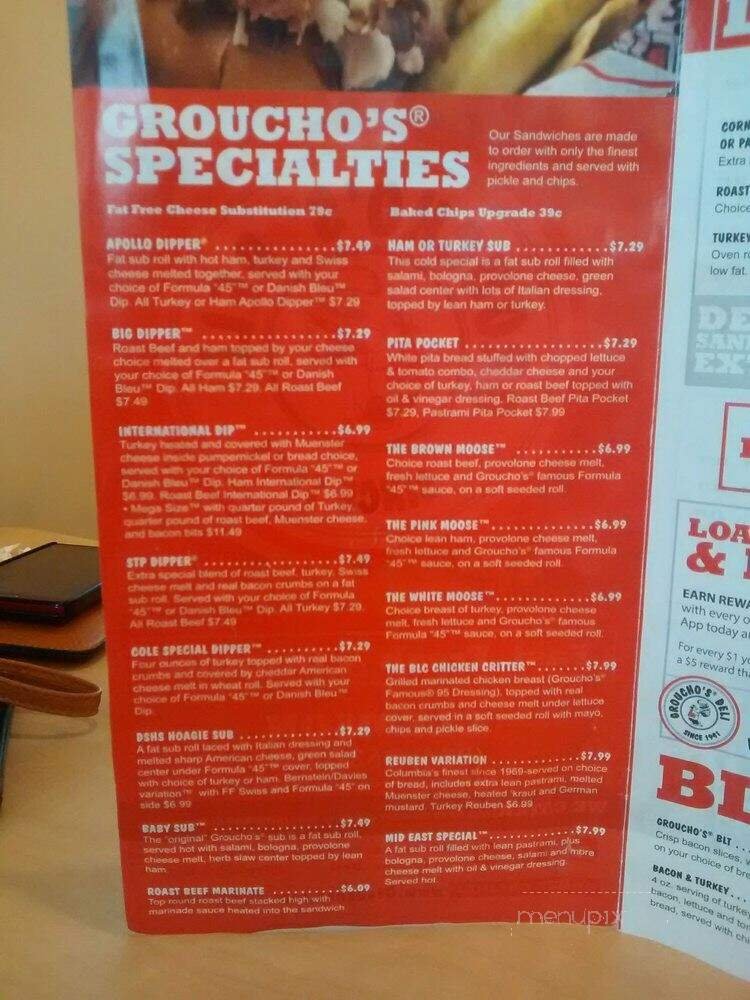 GROUCHO'S®
SPECIALTIES
Our Sandwiches are made
to order with only the finest
ingredients and served with
pickle and chips.
Fat Free Cheese Substitution 79c
Baked Chips Upgrade 39c
APOLLO DIPPER® ................$7.49
Fat sub roll with hot ham, turkey and Swiss
cheese melted together, served with your
choice of Formula "45"™ or Danish Bleu™
Dip. All Turkey or Ham Apollo Dipper™ $7.29
BIG DIPPER™ ..................$7.29
Roast Beef and ham topped by your cheese
choice melted over a fat sub roll, served with
your choice of Formula "45"™ or Danish
Bleu™ Dip. All Ham $7.29. All Roast Beef
$7.49
INTERNATIONAL DIP™ ...........$6.99
Turkey heated and covered with Muenster
cheese inside pumpernickel or bread choice,
served with your choice of Formula "45"™ or
Danish Bleu™ Dip. Ham International Dip™
$6.99. Roast Beef International Dip™ $6.99
• Mega Size™ with quarter pound of Turkey,
quarter pound of roast beef, Muenster cheese,
and bacon bits $11.49
STP DIPPER® ..................$7.49
Extra special blend of roast beef, turkey, Swiss
cheese melt and real bacon crumbs on a fat
sub roll. Served with your choice of Formula
"45"™ or Danish Bleu™ Dip. All Turkey $7.29.
All Roast Beef $7.49
COLE SPECIAL DIPPER™ ..........$7.29
Four ounces of turkey topped with real bacon
crumbs and covered by cheddar American
cheese melt in wheat roll. Served with your
choice of Formula "45"™ or Danish Bleu™
Dip.
DSHS HOAGIE SUB ..............$7.29
A fat sub roll laced with Italian dressing and
melted sharp American cheese, green salad
center under Formula "45"™ cover, topped
with choice of turkey or ham. Bernstein/Davies
variation™ with FF Swiss and Formula "45" on
side $6.99
BABY SUB™ ....................$7.49
The "original" Groucho's® sub is a fat sub roll,
served hot with salami, bologna, provolone
cheese melt, herb slaw center topped by lean
ham.
ROAST BEEF MARINATE ..........$6.09
Top round roast beef stacked high with
marinade sauce heated into the sandwich.
HAM OR TURKEY SUB ............$7.29
This cold special is a fat sub roll filled with
salami, bologna, provolone cheese, green
salad center with lots of Italian dressing,
topped by lean ham or turkey.
PITA POCKET ..................$7.29
White pita bread stuffed with chopped lettuce
& tomato combo, cheddar cheese and your
choice of turkey, ham or roast beef topped with
oil & vinegar dressing. Roast Beef Pita Pocket
$7.29, Pastrami Pita Pocket $7.99
THE BROWN MOOSE™ .............$6.99
Choice roast beef, provolone cheese melt,
fresh lettuce and Groucho's® famous Formula
"45"™ sauce, on a soft seeded roll.
THE PINK MOOSE™ ..............$6.99
Choice lean ham, provolone cheese melt,
fresh lettuce and Groucho's® famous Formula
"45"™ sauce, on a soft seeded roll.
THE WHITE MOOSE™ .............$6.99
Choice breast of turkey, provolone cheese
melt, fresh lettuce and Groucho's® famous
Formula "45"™ sauce, on a soft seeded roll.
THE BLC CHICKEN CRITTER™ .......$7.99
Grilled marinated chicken breast (Groucho's
Famous® 95 Dressing), topped with real
bacon crumbs and cheese melt under lettuce
cover, served in a soft seeded roll with mayo,
chips and pickle slice.
REUBEN VARIATION .............$7.99
Columbia's finest since 1969-served on choice
of bread, includes extra lean pastrami, melted
Muenster cheese, heated 'kraut and German
mustard. Turkey Reuben $6.99
MID EAST SPECIAL™ ............$7.99
A fat sub roll filled with lean pastrami, plus
bologna, provolone cheese, salami and more
cheese melt with oil & vinegar dressing.
Served hot.
CORN
OR PA
Extra
ROAST
Choice
TURKEY
Oven ro
low fat.
DE
SAN
EX
LOA
&
EARN REWA
with every o
App today a
For every $1 y
a $5 reward th
GROUCHO'S DELI
SINCE 1941
BL
GROUCHO'S® BLT ...
Crisp bacon slices,
on your choice of bre
BACON & TURKEY...
4 oz. serving of turke
bacon, lettuce and to
bread, served with chi
menupix